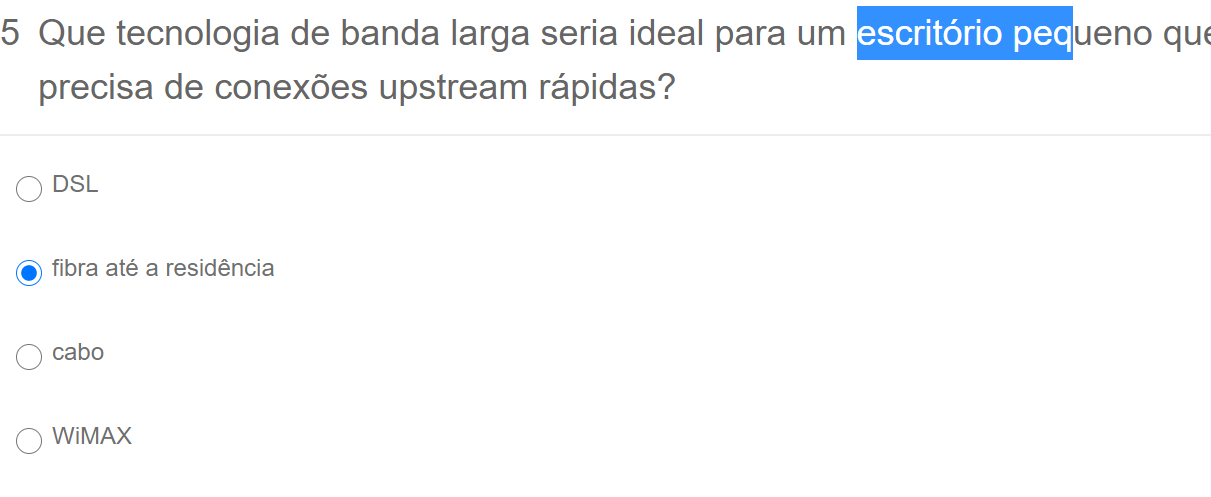 5 Que tecnologia de banda larga seria ideal para um escritório pequeno que
precisa de conexões upstream rápidas?
DSL
fibra até a residência
cabo
WiMAX